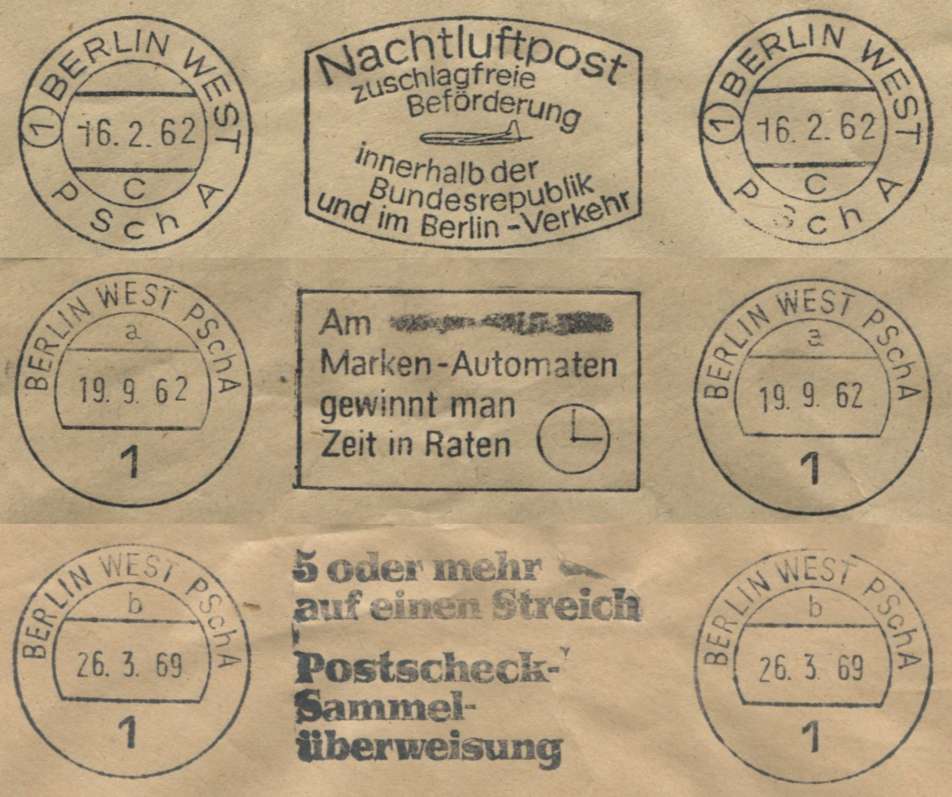 BERLIN WEST
1
16.2.62
C
PSchA
Nachtluftpost
zuschlagfreie
Beförderung
innerhalb der
Bundesrepublik
und im Berlin-Verkehr
BERLIN WEST
1
16.2.62
C
PSchA
BERLIN WEST PSchA
a
19.9.62
1
Am
Marken-Automaten
gewinnt man
Zeit in Raten
BERLIN WEST PSchA
a
19.9.62
1
BERLIN WEST PSchA
b
26.3.69
1
5 oder mehr
auf einen Streich
Postscheck-
Sammel-
überweisung
BERLIN WEST PSchA
b
26.3.69
1